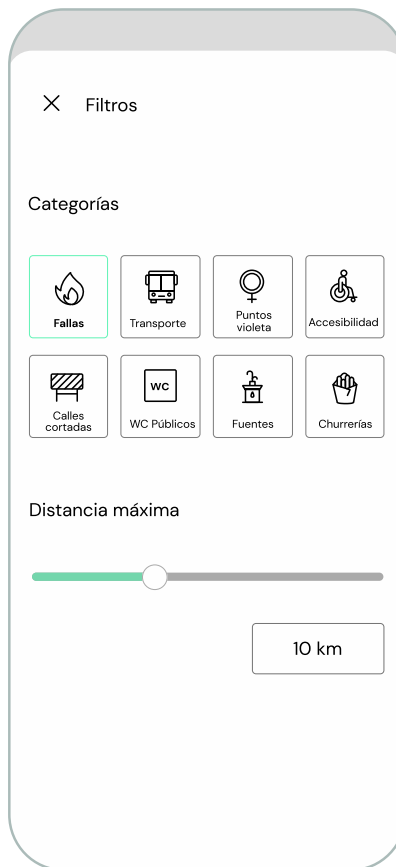 Filtros
Categorías
Fallas
Transporte
Puntos
violeta
Accesibilidad
Calles
cortadas
WC
WC Públicos
Fuentes
Churrerías
Distancia máxima
10 km